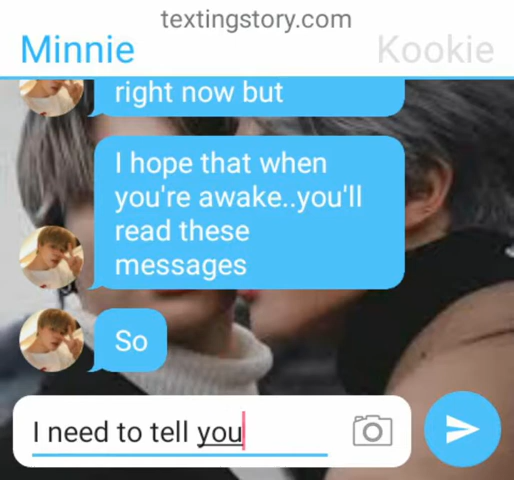 textingstory.com
Minnie
Kookie
right now but
I hope that when
you're awake..you'll
read these
messages
So
I need to tell you